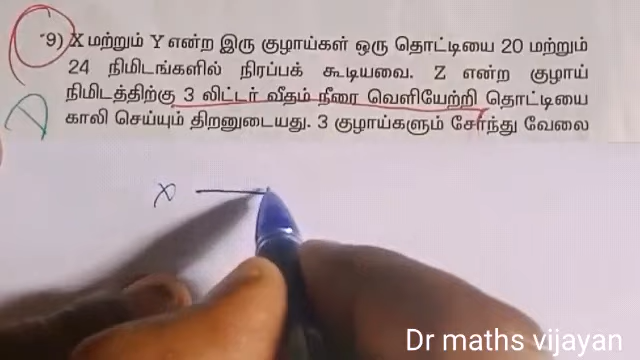 9) X மற்றும் Y என்ற இரு குழாய்கள் ஒரு தொட்டியை 20 மற்றும்
24 நிமிடங்களில் நிரப்பக் கூடியவை. Z என்ற குழாய்
நிமிடத்திற்கு 3 லிட்டர் வீதம் நீரை வெளியேற்றி தொட்டியை
காலி செய்யும் திறனுடையது. 3 குழாய்களும் சேர்ந்து வேலை
X
Dr maths vijayan